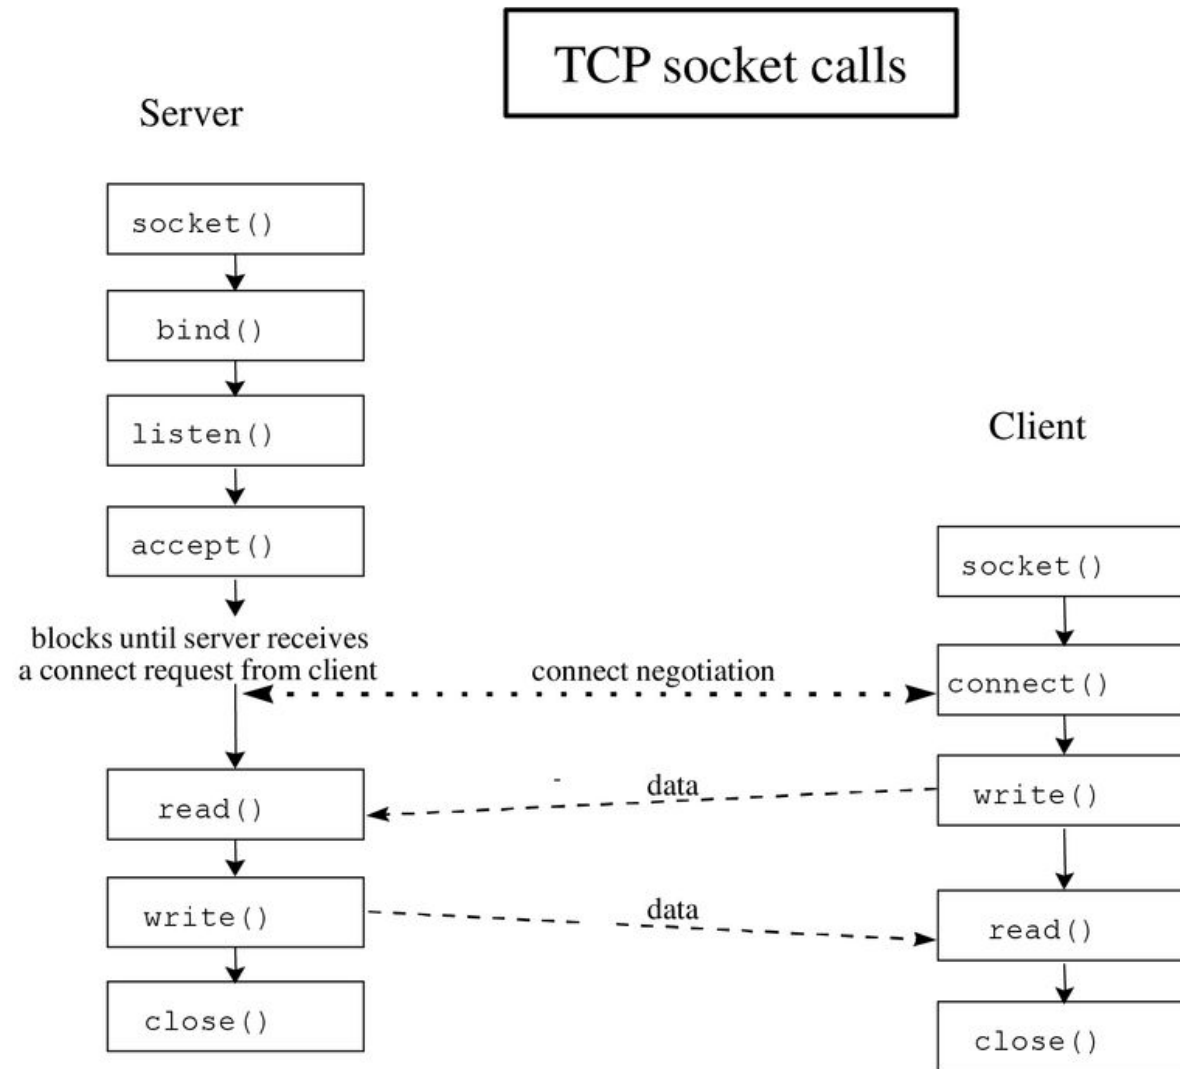 TCP socket calls
Server
socket()
bind()
listen()
accept()
blocks until server receives
a connect request from client
read()
write()
close()
connect negotiation
data
data
Client
socket()
connect()
write()
read()
close()